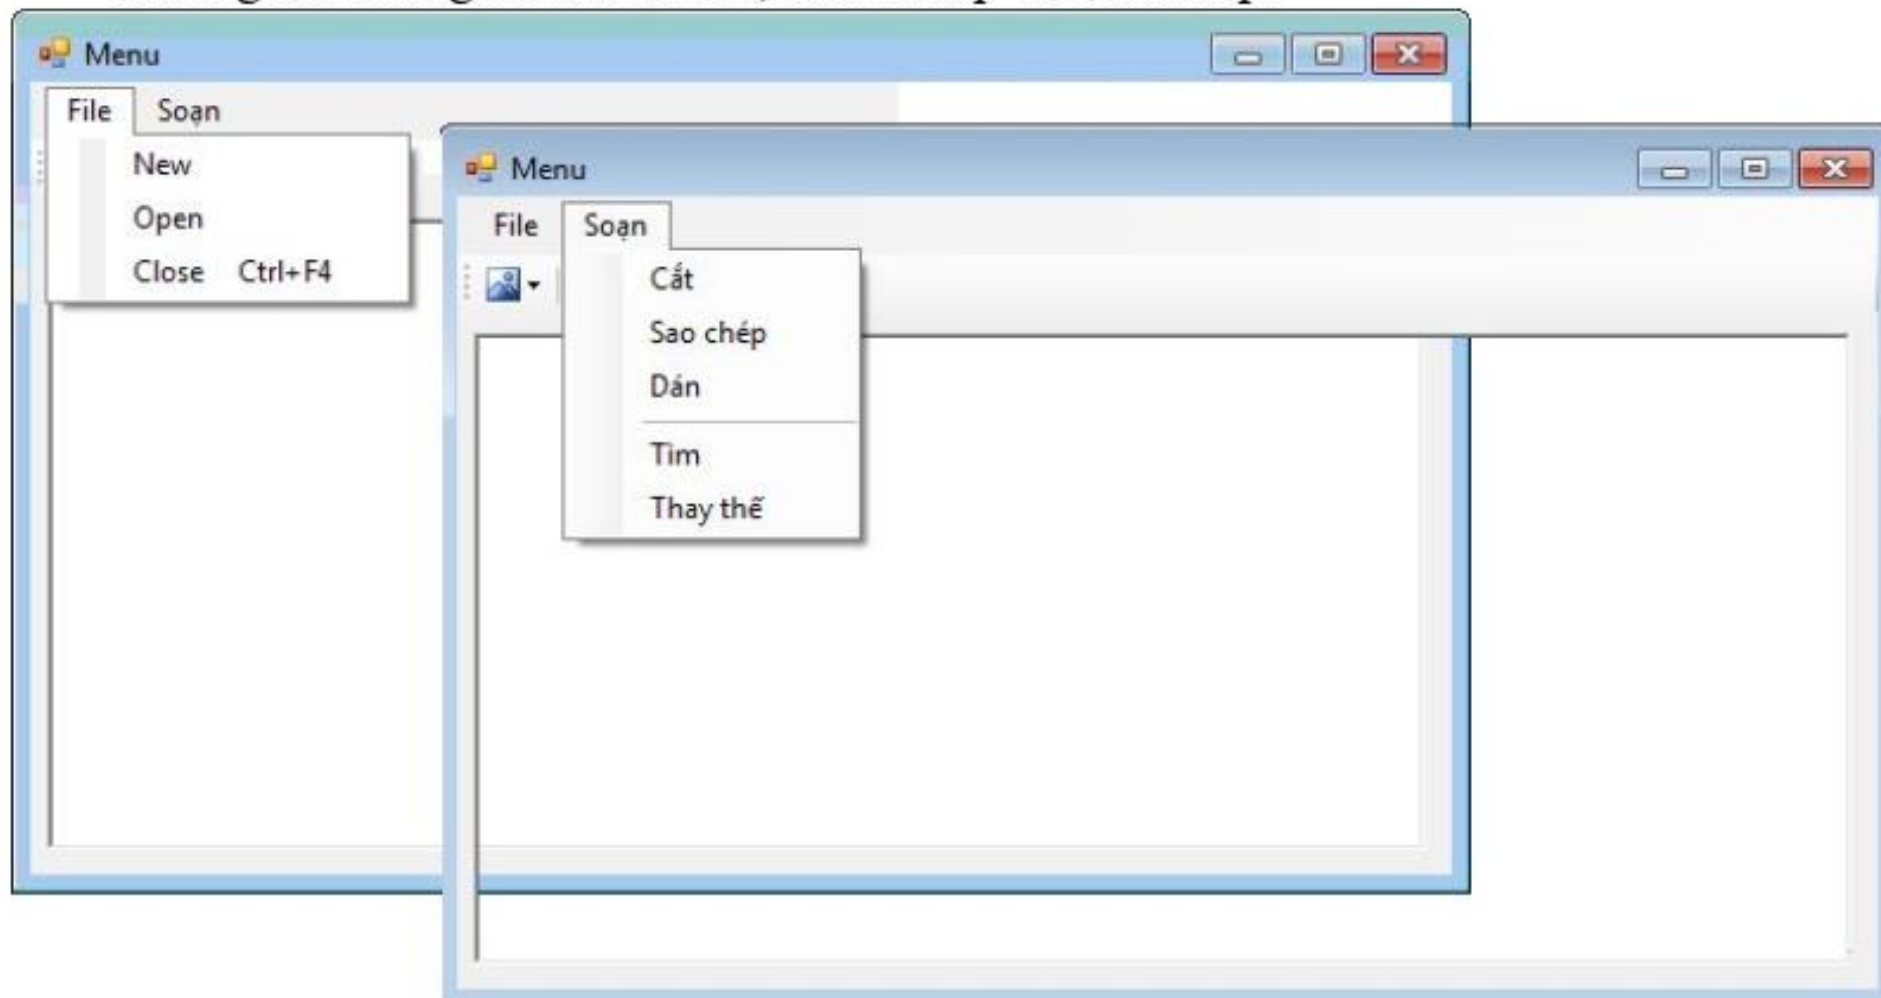 Menu
File Soạn
New
Open
Close Ctrl+F4
Menu
File Soạn
Cắt
Sao chép
Dán
Tìm
Thay thế